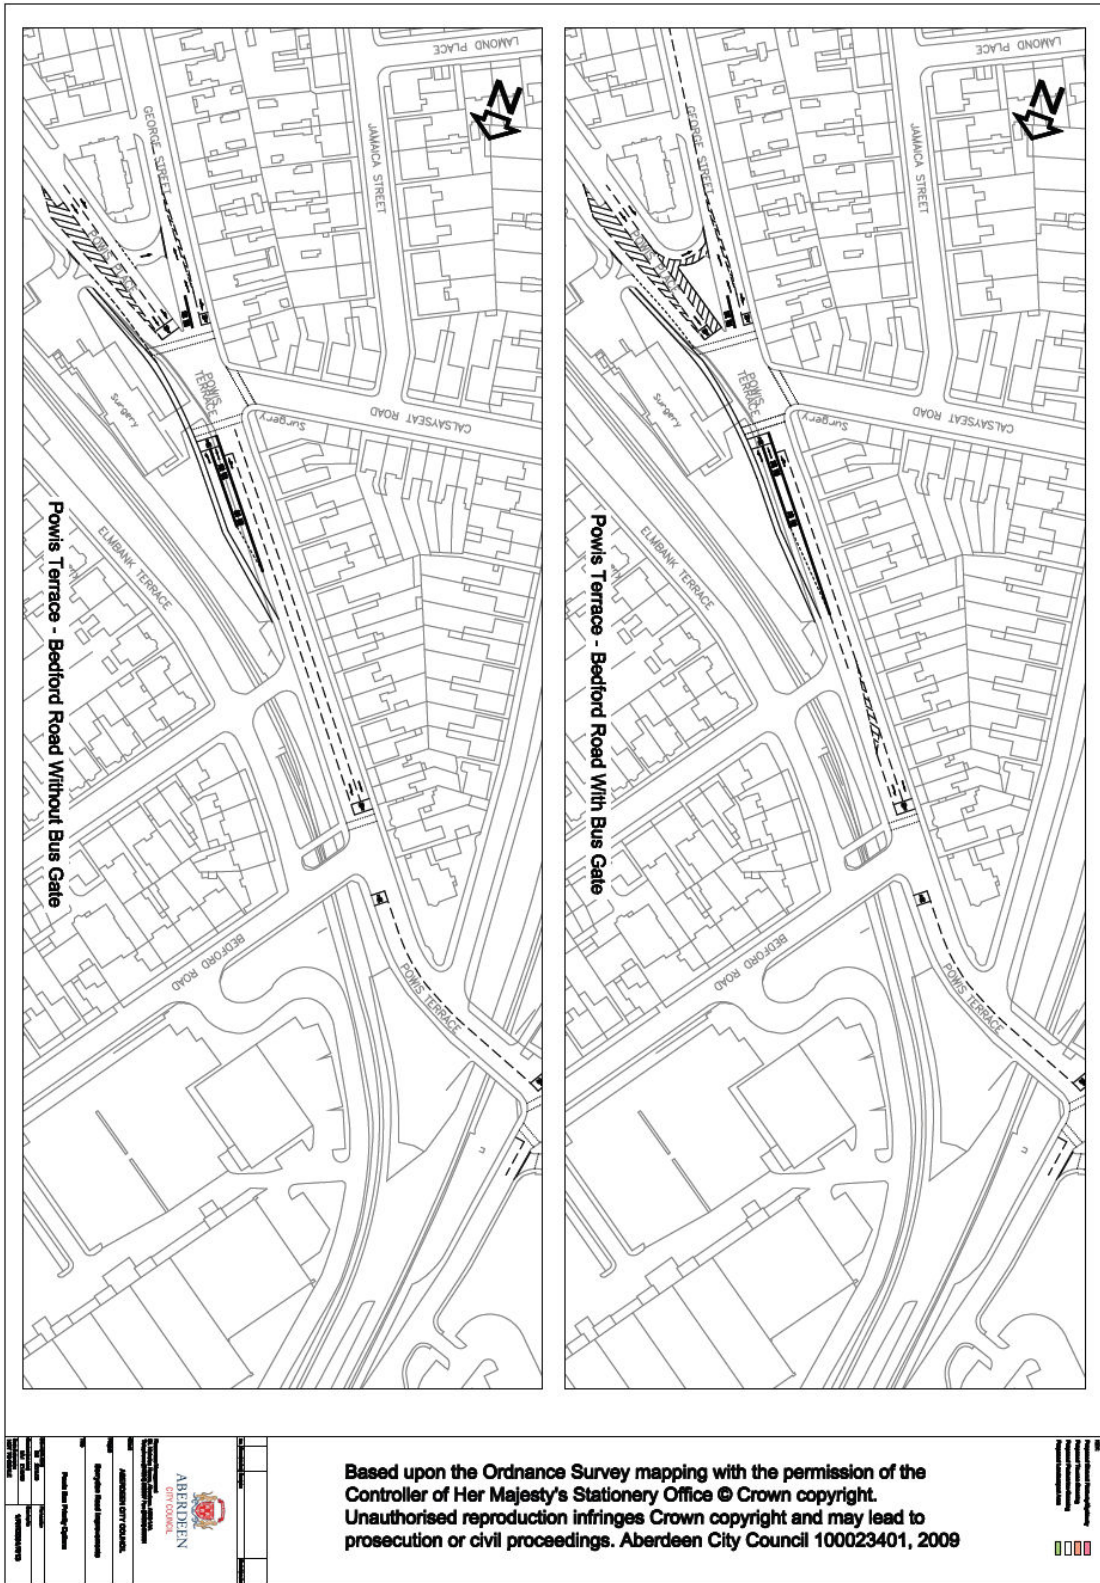 LAMOND PLACE
GEORGE STREET
JAMAICA STREET
POWIS PLACE
POWIS
TERRACE
CALSAYSEAT ROAD
Surgery
Surgery
ELMBANK TERRACE
BEDFORD ROAD
POWIS TERRACE
N
Powis Terrace - Bedford Road Without Bus Gate
LAMOND PLACE
GEORGE STREET
JAMAICA STREET
POWIS PLACE
POWIS
TERRACE
CALSAYSEAT ROAD
Surgery
Surgery
ELMBANK TERRACE
BEDFORD ROAD
POWIS TERRACE
N
Powis Terrace - Bedford Road With Bus Gate
ABERDEEN
CITY COUNCIL
ABERDEEN CITY COUNCIL
Based upon the Ordnance Survey mapping with the permission of the
Controller of Her Majesty's Stationery Office © Crown copyright.
Unauthorised reproduction infringes Crown copyright and may lead to
prosecution or civil proceedings. Aberdeen City Council 100023401, 2009